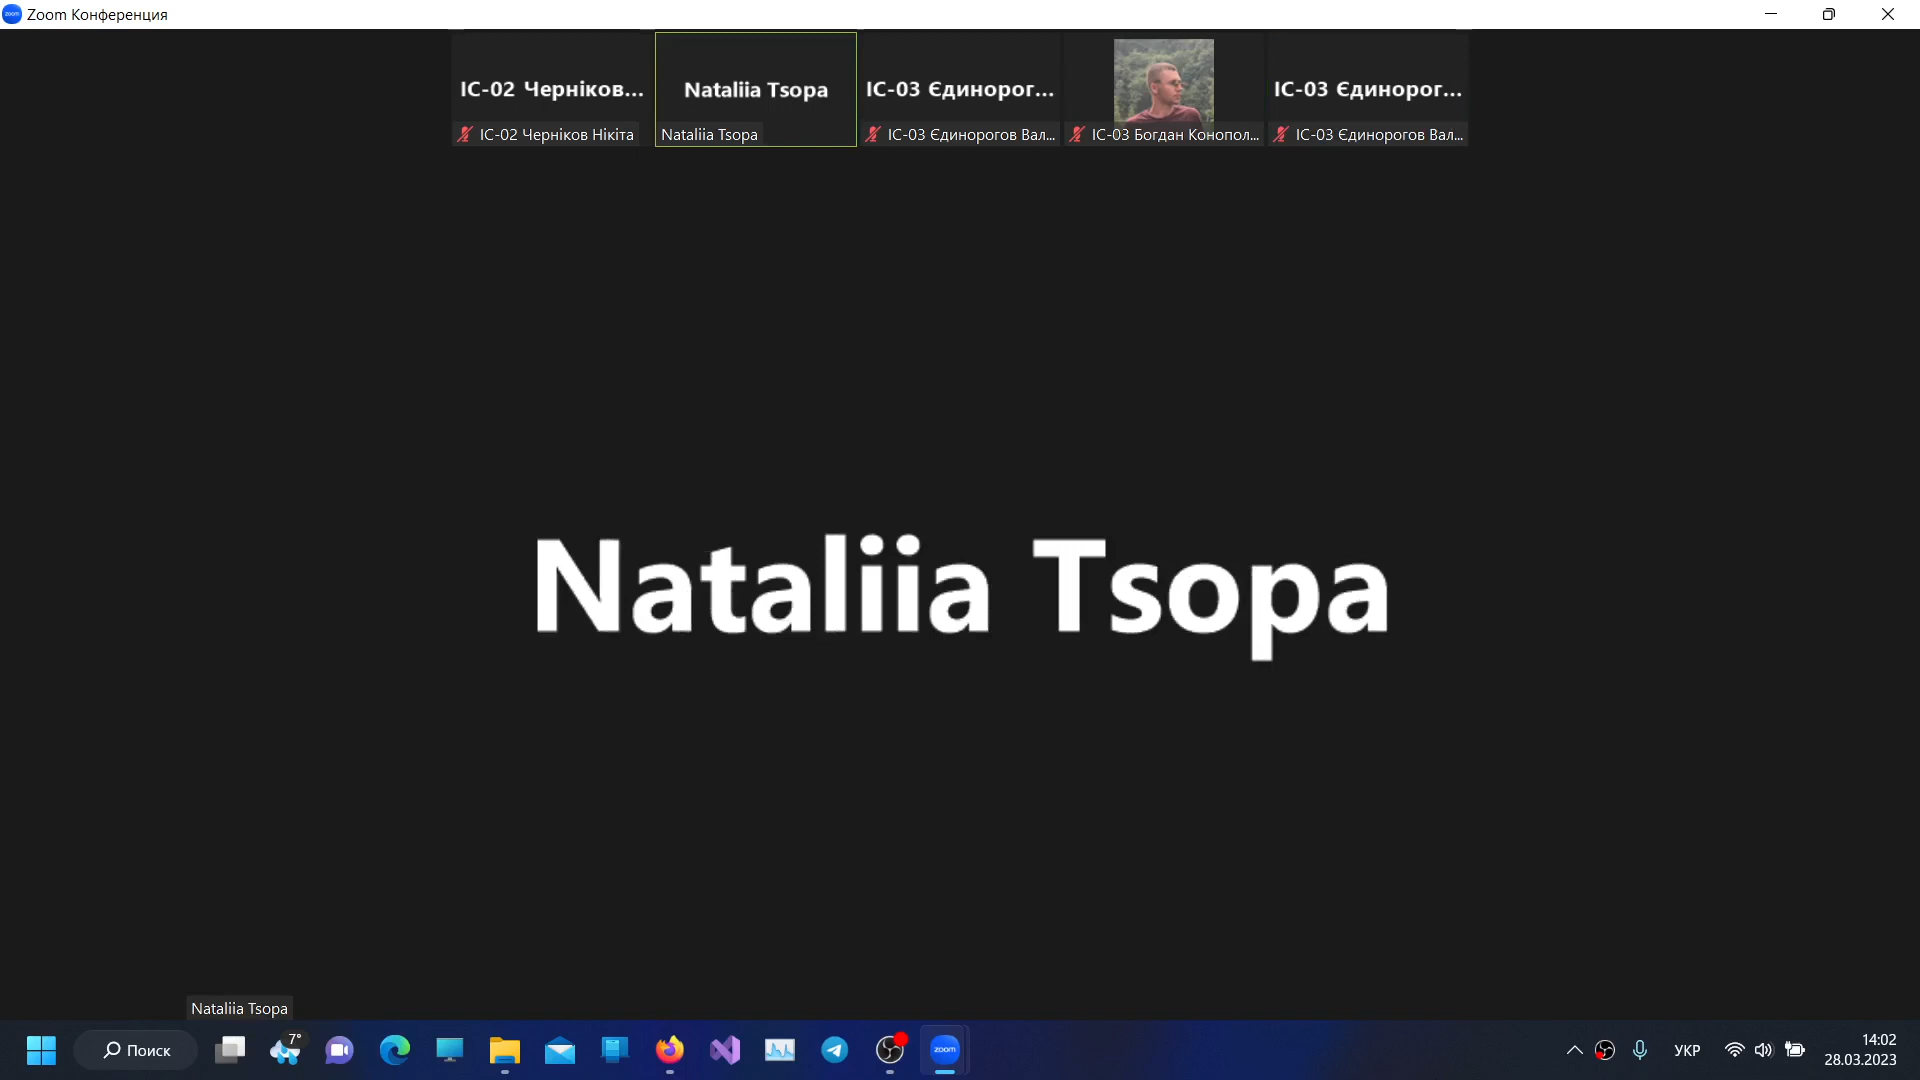 Zoom Конференция
ІС-02 Черніков...
Nataliia Tsopa
ІС-03 Єдинорог...
ІС-03 Єдинорог...
ІС-02 Черніков Нікіта
Nataliia Tsopa
ІС-03 Єдинорогов Вал...
ІС-03 Богдан Конопол...
ІС-03 Єдинорогов Вал...
Nataliia Tsopa
Nataliia Tsopa
Поиск
7°
zoom
УКР
14:02
28.03.2023